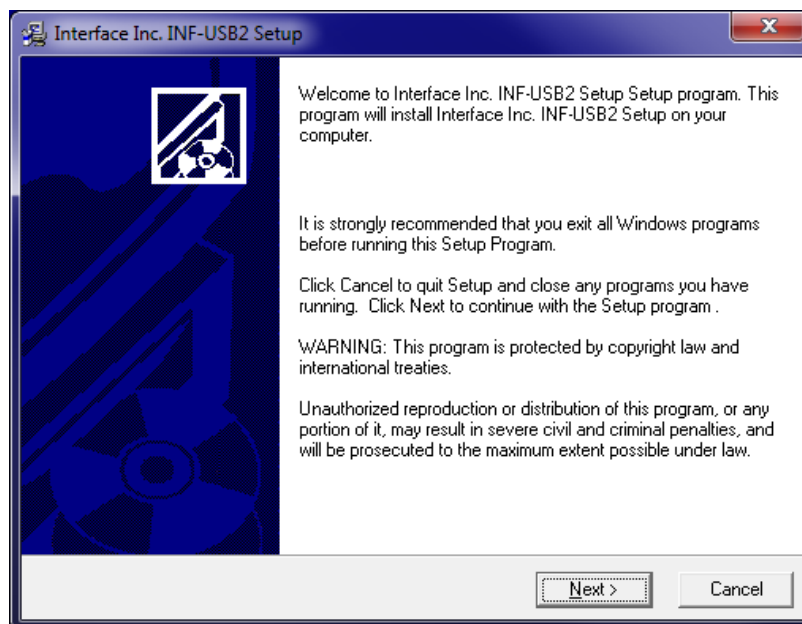 Interface Inc. INF-USB2 Setup
Welcome to Interface Inc. INF-USB2 Setup Setup program. This
program will install Interface Inc. INF-USB2 Setup on your
computer.
It is strongly recommended that you exit all Windows programs
before running this Setup Program.
Click Cancel to quit Setup and close any programs you have
running.  Click Next to continue with the Setup program .
WARNING: This program is protected by copyright law and
international treaties.
Unauthorized reproduction or distribution of this program, or any
portion of it, may result in severe civil and criminal penalties, and
will be prosecuted to the maximum extent possible under law.
Next >
Cancel